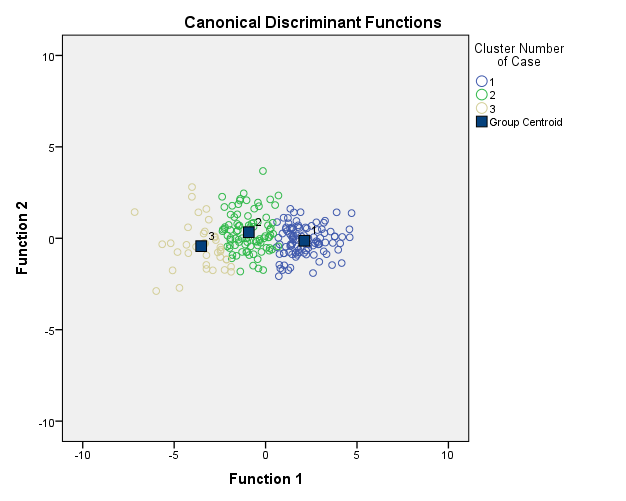 Canonical Discriminant Functions
Cluster Number
of Case
1
2
3
Group Centroid
Function 2
10
5
0
-5
-10
3
2
1
-10
-5
0
5
10
Function 1